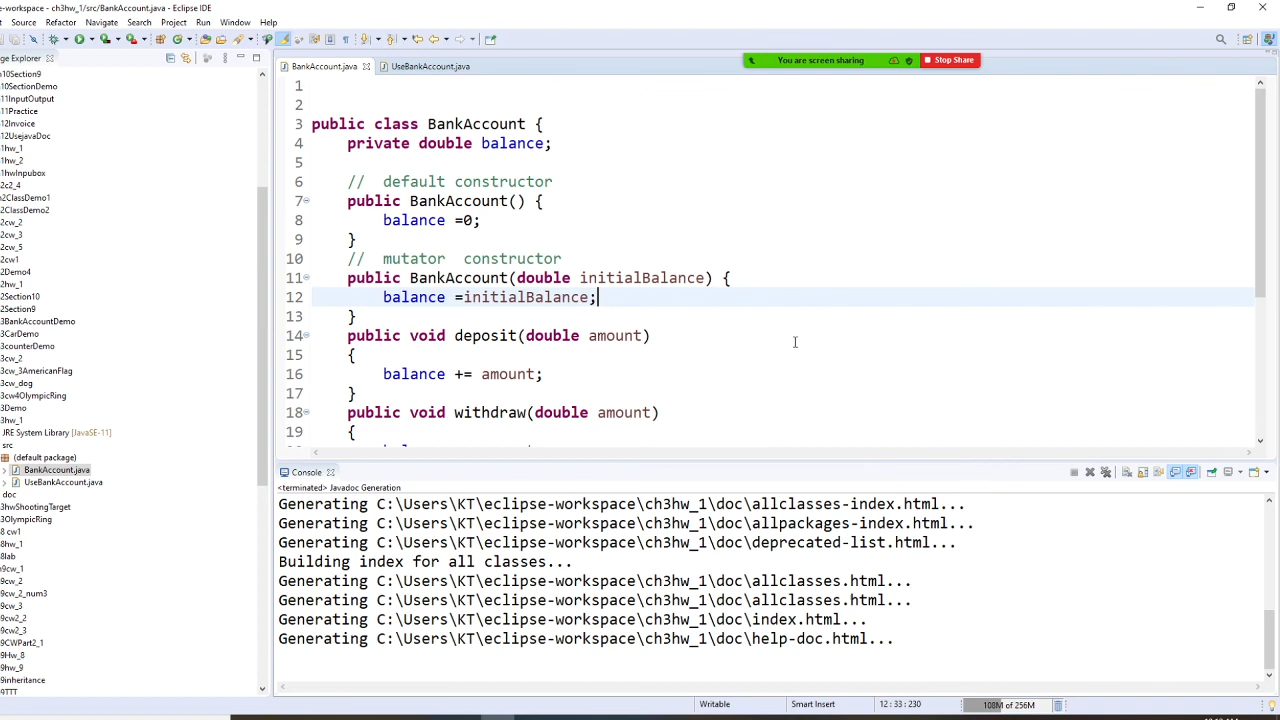 e-workspace - ch3hw_1/src/BankAccount.java - Eclipse IDE
Source Refactor Navigate Search Project Run Window Help
ge Explorer
BankAccount.java
UseBankAccount.java
You are screen sharing
Stop Share
10Section9
10SectionDemo
11InputOutput
11Practice
12Invoice
12UsejavaDoc
1hw_1
1hw_2
1hwInpubox
2c2_4
2ClassDemo1
2ClassDemo2
2cw_2
2cw_3
2cw_5
2cw1
2Demo4
2hw_1
2Section10
2Section9
3BankAccountDemo
3CarDemo
3counterDemo
3cw_2
3cw_3AmericanFlag
3cw_dog
3cw4OlympicRing
3Demo
3hw_1
JRE System Library [JavaSE-11]
src
(default package)
BankAccount.java
UseBankAccount.java
doc
3hwShootingTarget
3OlympicRing
8 cw1
8hw_1
8lab
9cw_1
9cw_2
9cw_2_num3
9cw_3
9cw2_2
9cw2_3
9CWPart2_1
9Hw_8
9hw_9
9inheritance
9TTT
1
2
3 public class BankAccount {
4 private double balance;
5
6 //  default constructor
7 public BankAccount() {
8 balance =0;
9 }
10 //  mutator  constructor
11 public BankAccount(double initialBalance) {
12 balance =initialBalance;
13 }
14 public void deposit(double amount)
15 {
16 balance += amount;
17 }
18 public void withdraw(double amount)
19 {
Console
<terminated> Javadoc Generation
Generating C:\Users\KT\eclipse-workspace\ch3hw_1\doc\allclasses-index.html...
Generating C:\Users\KT\eclipse-workspace\ch3hw_1\doc\allpackages-index.html...
Generating C:\Users\KT\eclipse-workspace\ch3hw_1\doc\deprecated-list.html...
Building index for all classes...
Generating C:\Users\KT\eclipse-workspace\ch3hw_1\doc\allclasses.html...
Generating C:\Users\KT\eclipse-workspace\ch3hw_1\doc\allclasses.html...
Generating C:\Users\KT\eclipse-workspace\ch3hw_1\doc\index.html...
Generating C:\Users\KT\eclipse-workspace\ch3hw_1\doc\help-doc.html...
Writable
Smart Insert
12 : 33 : 230
108M of 256M